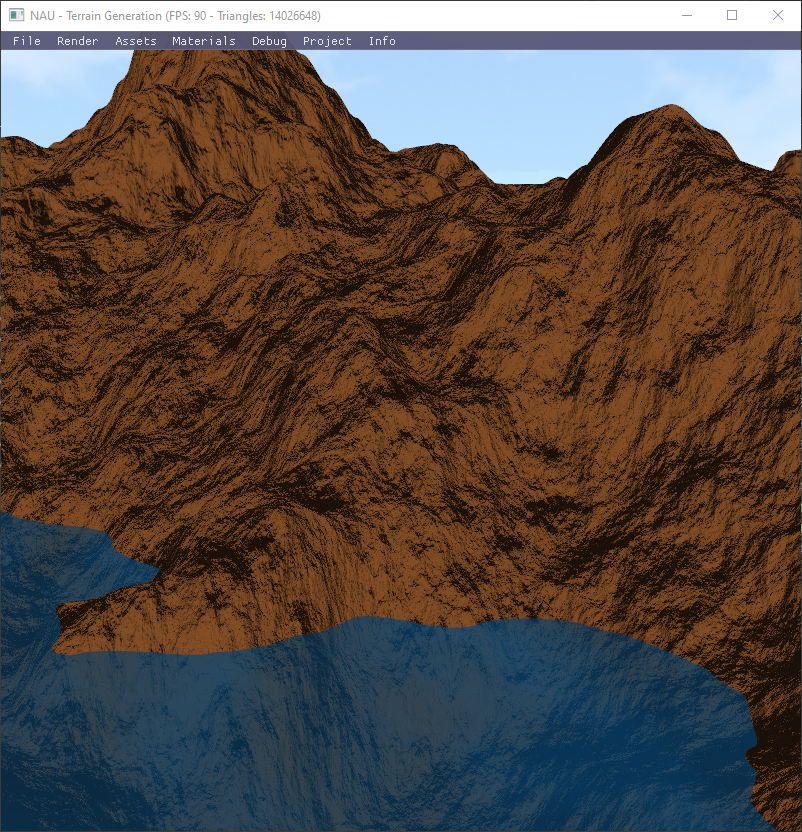 NAU - Terrain Generation (FPS: 90 - Triangles: 14026648)
File Render Assets Materials Debug Project Info